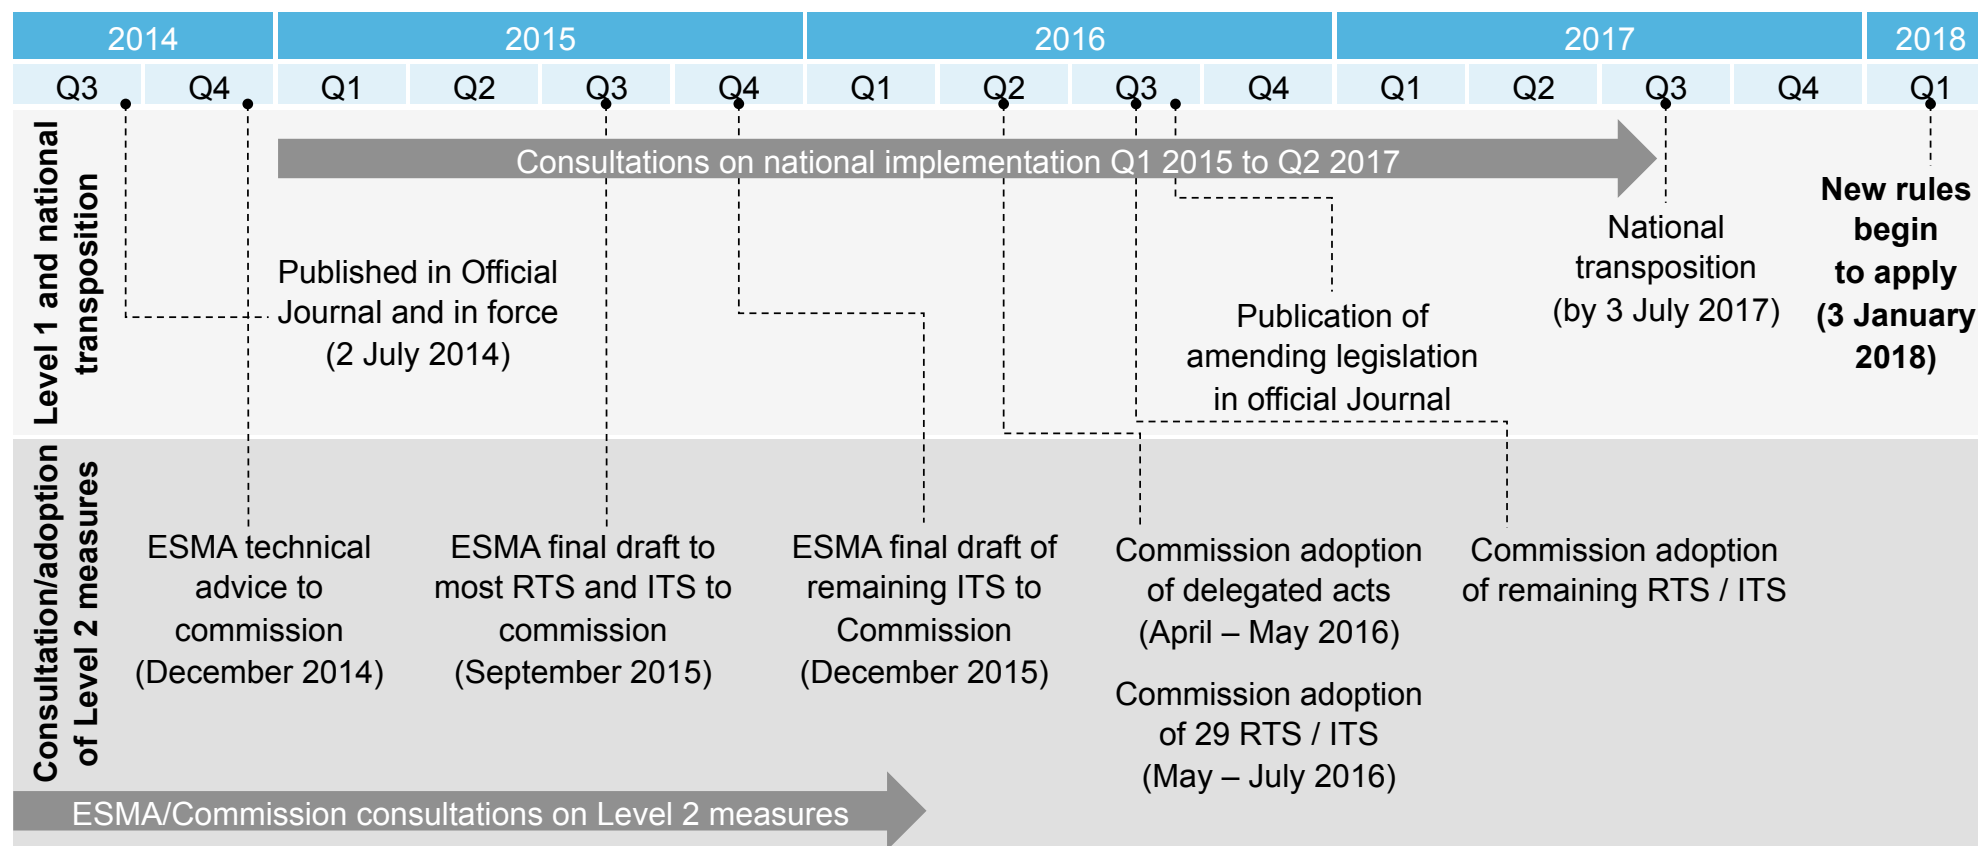 2014
2015
2016
2017
2018
Q3
Q4
Q1
Q2
Q3
Q4
Q1
Q2
Q3
Q4
Q1
Q2
Q3
Q4
Q1
Level 1 and national
transposition
Consultations on national implementation Q1 2015 to Q2 2017
Published in Official
Journal and in force
(2 July 2014)
Publication of
amending legislation
in official Journal
National
transposition
(by 3 July 2017)
New rules
begin
to apply
(3 January
2018)
Consultation/adoption
of Level 2 measures
ESMA technical
advice to
commission
(December 2014)
ESMA final draft to
most RTS and ITS to
commission
(September 2015)
ESMA final draft of
remaining ITS to
Commission
(December 2015)
Commission adoption
of delegated acts
(April – May 2016)
Commission adoption
of 29 RTS / ITS
(May – July 2016)
Commission adoption
of remaining RTS / ITS
ESMA/Commission consultations on Level 2 measures